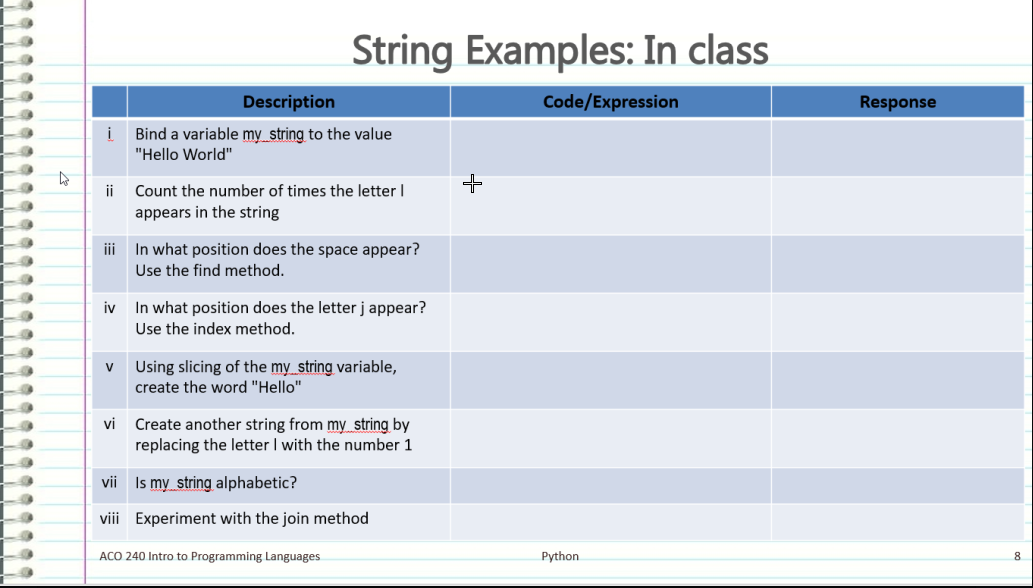 String Examples: In class
Description Code/Expression Response
i Bind a variable my_string to the value
"Hello World"
ii Count the number of times the letter l
appears in the string
iii In what position does the space appear?
Use the find method.
iv In what position does the letter j appear?
Use the index method.
v Using slicing of the my_string variable,
create the word "Hello"
vi Create another string from my_string by
replacing the letter l with the number 1
vii Is my_string alphabetic?
viii Experiment with the join method
ACO 240 Intro to Programming Languages Python 8